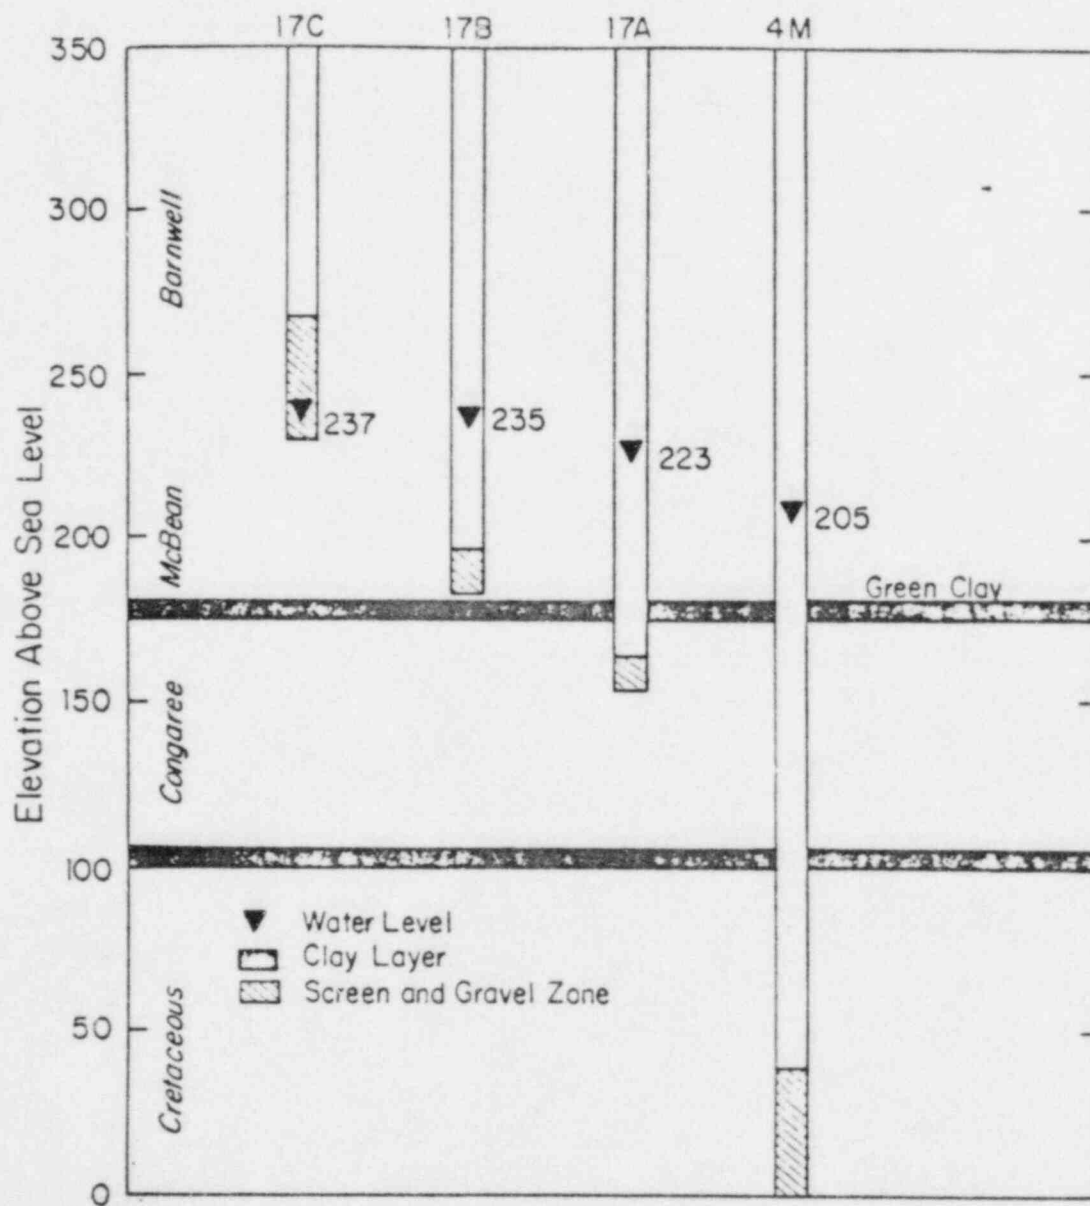 17C 17B 17A 4M
350
300
250
200
150
100
50
0
Elevation Above Sea Level
Barnwell
McBean
Congaree
Cretaceous
237
235
223
205
Green Clay
Water Level
Clay Layer
Screen and Gravel Zone